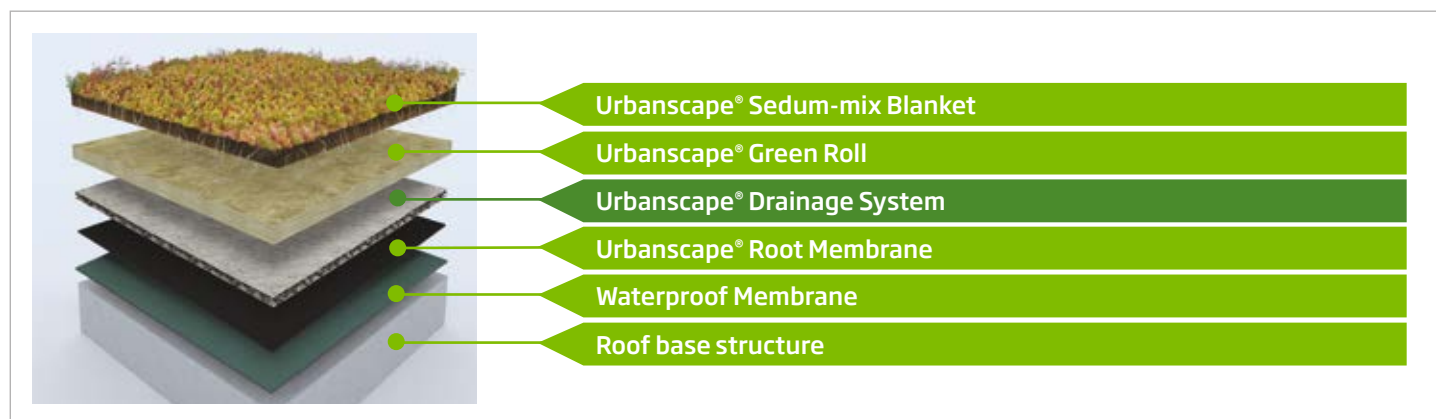 Urbanscape® Sedum-mix Blanket
Urbanscape® Green Roll
Urbanscape® Drainage System
Urbanscape® Root Membrane
Waterproof Membrane
Roof base structure